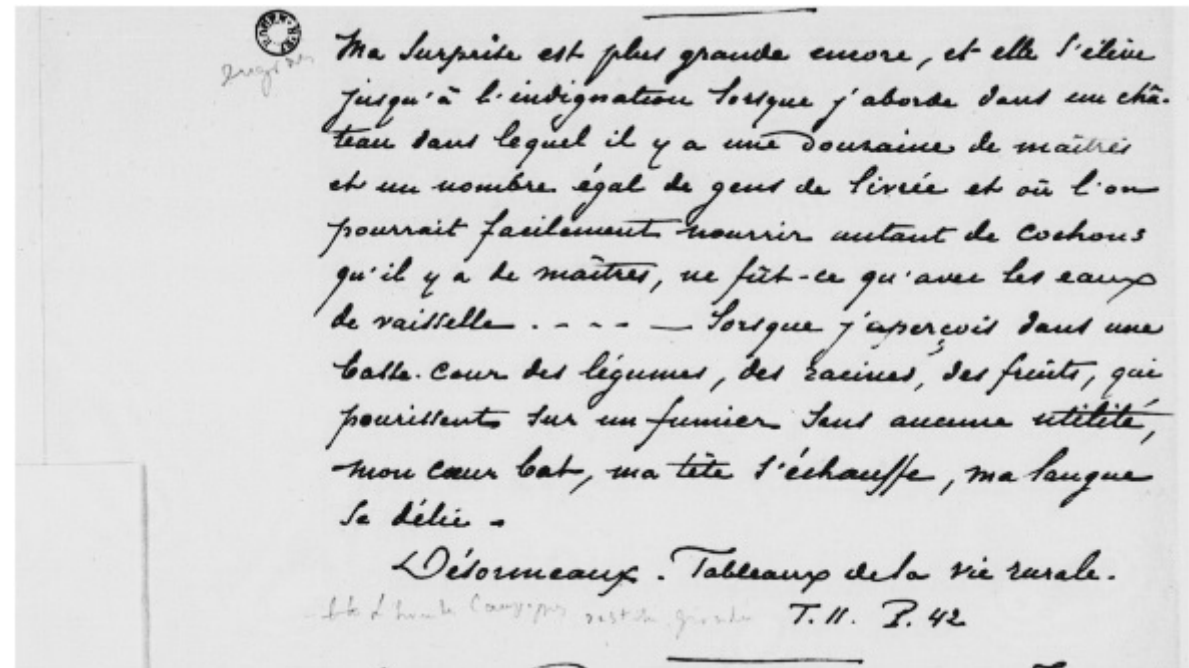 Ma surprise est plus grande encore, et elle s'élève
jusqu'à l'indignation lorsque j'aborde dans un châ-
teau dans lequel il y a une douzaine de maîtres
et un nombre égal de gens de livrée et où l'on
pourrait facilement nourrir autant de cochons
qu'il y a de maîtres, ne fût-ce qu'avec les eaux
de vaisselle . - - - — lorsque j'aperçois dans une
basse-cour des légumes, des racines, des fruits, qui
pourissent sur un fumier sans aucune utilité,
mon cœur bat, ma tête s'échauffe, ma langue
se délie.
Désormeaux. Tableaux de la vie rurale.
T. II. P. 42